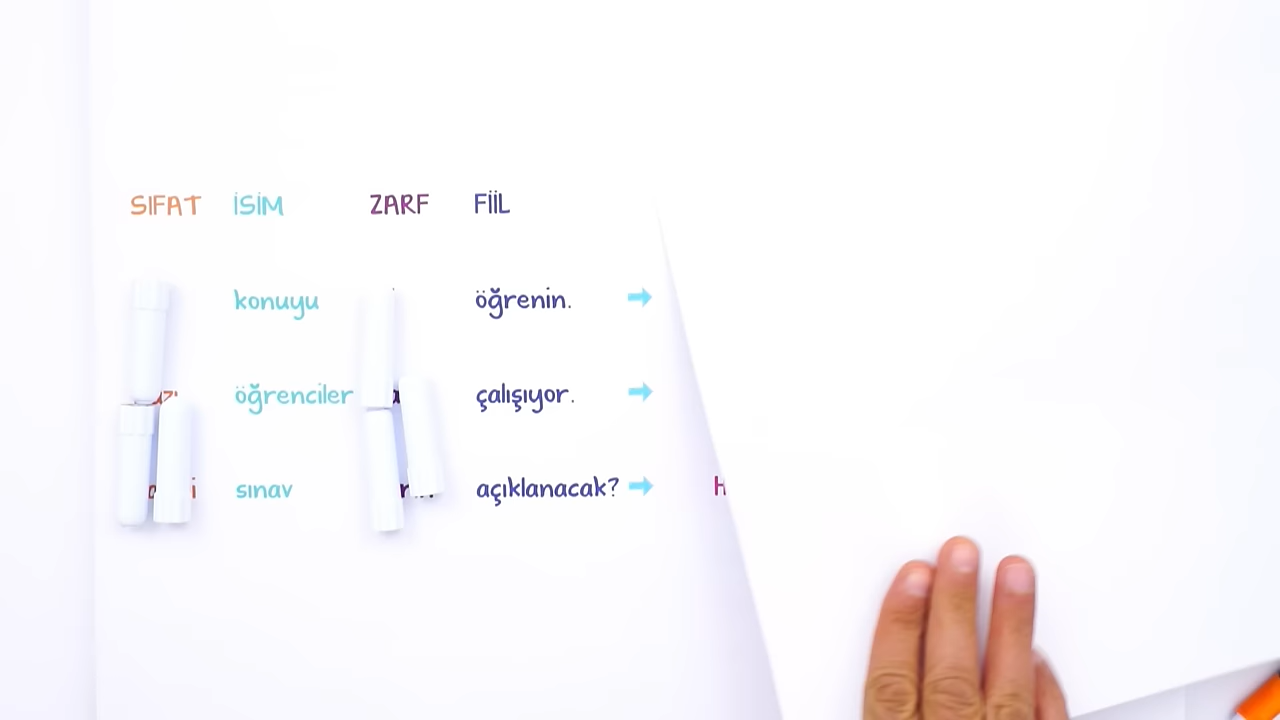 SIFAT İSİM ZARF FİİL
konuyu öğrenin.
öğrenciler çalışıyor.
sınav açıklanacak?